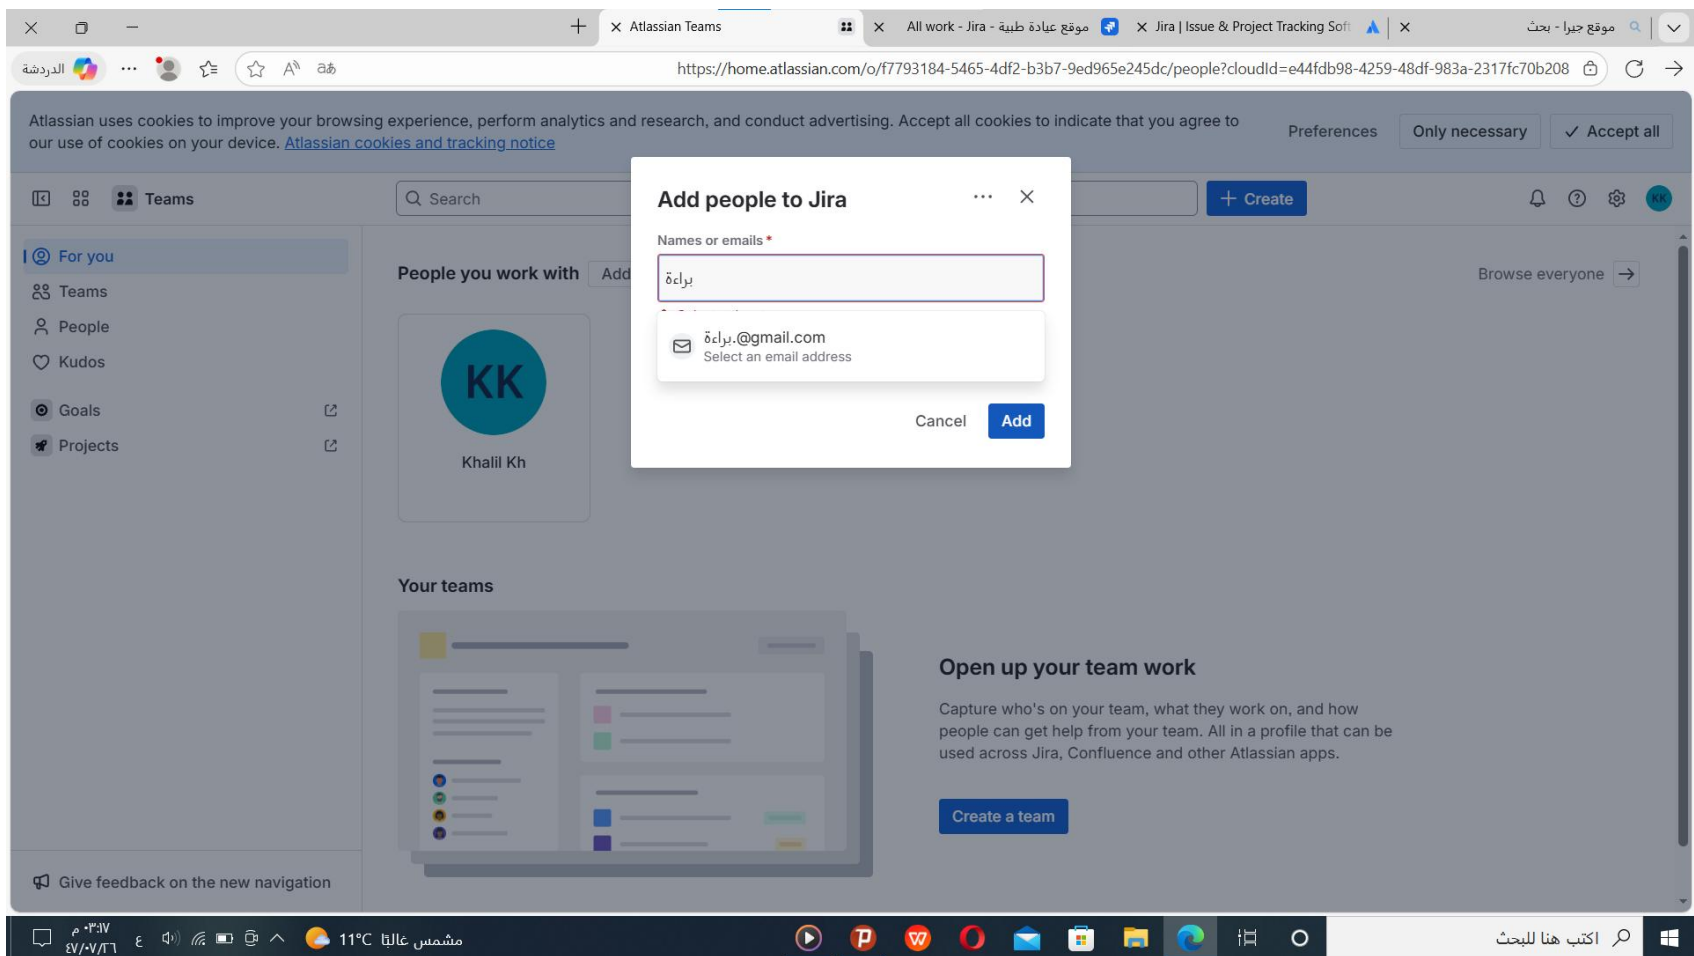 موقع جيرا - بحث
Jira | Issue & Project Tracking Soft
موقع عيادة طبية - All work - Jira
Atlassian Teams
https://home.atlassian.com/o/f7793184-5465-4df2-b3b7-9ed965e245dc/people?cloudId=e44fdb98-4259-48df-983a-2317fc70b208
الدردشة
Atlassian uses cookies to improve your browsing experience, perform analytics and research, and conduct advertising. Accept all cookies to indicate that you agree to
our use of cookies on your device. Atlassian cookies and tracking notice
Preferences
Only necessary
Accept all
Teams
Search
Create
KK
For you
Teams
People
Kudos
Goals
Projects
Give feedback on the new navigation
People you work with
Add
Browse everyone
KK
Khalil Kh
Add people to Jira
Names or emails *
براءة
براءة.@gmail.com
Select an email address
Cancel
Add
Your teams
Open up your team work
Capture who's on your team, what they work on, and how
people can get help from your team. All in a profile that can be
used across Jira, Confluence and other Atlassian apps.
Create a team
اكتب هنا للبحث
11°C مشمس غالبًا
ع
٠٣:١٧ م
٤٧/٠٧/٢٦